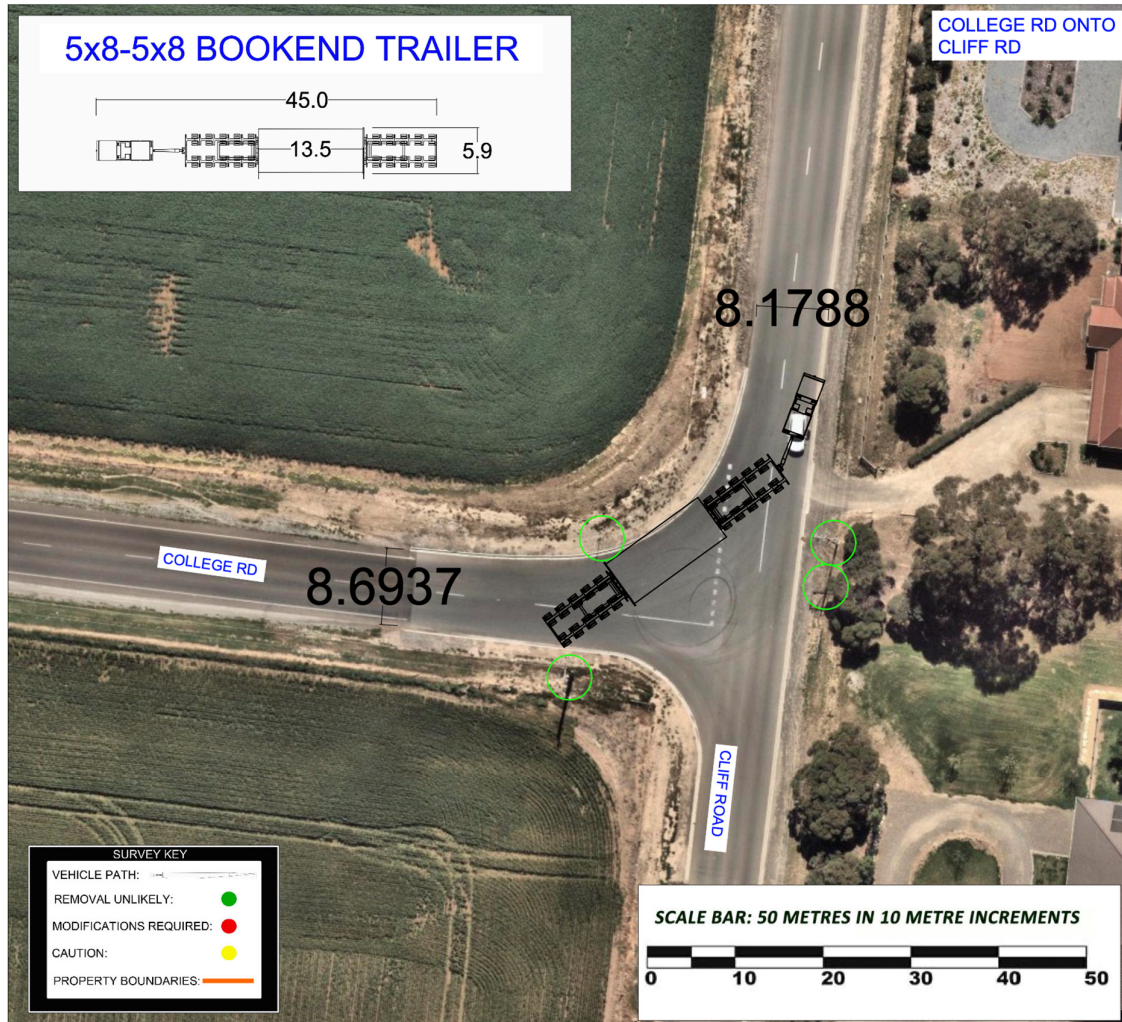 5x8-5x8 BOOKEND TRAILER
45.0
13.5
5.9
COLLEGE RD ONTO
CLIFF RD
8.1788
COLLEGE RD
8.6937
CLIFF ROAD
SURVEY KEY
VEHICLE PATH:
REMOVAL UNLIKELY:
MODIFICATIONS REQUIRED:
CAUTION:
PROPERTY BOUNDARIES:
SCALE BAR: 50 METRES IN 10 METRE INCREMENTS
0 10 20 30 40 50